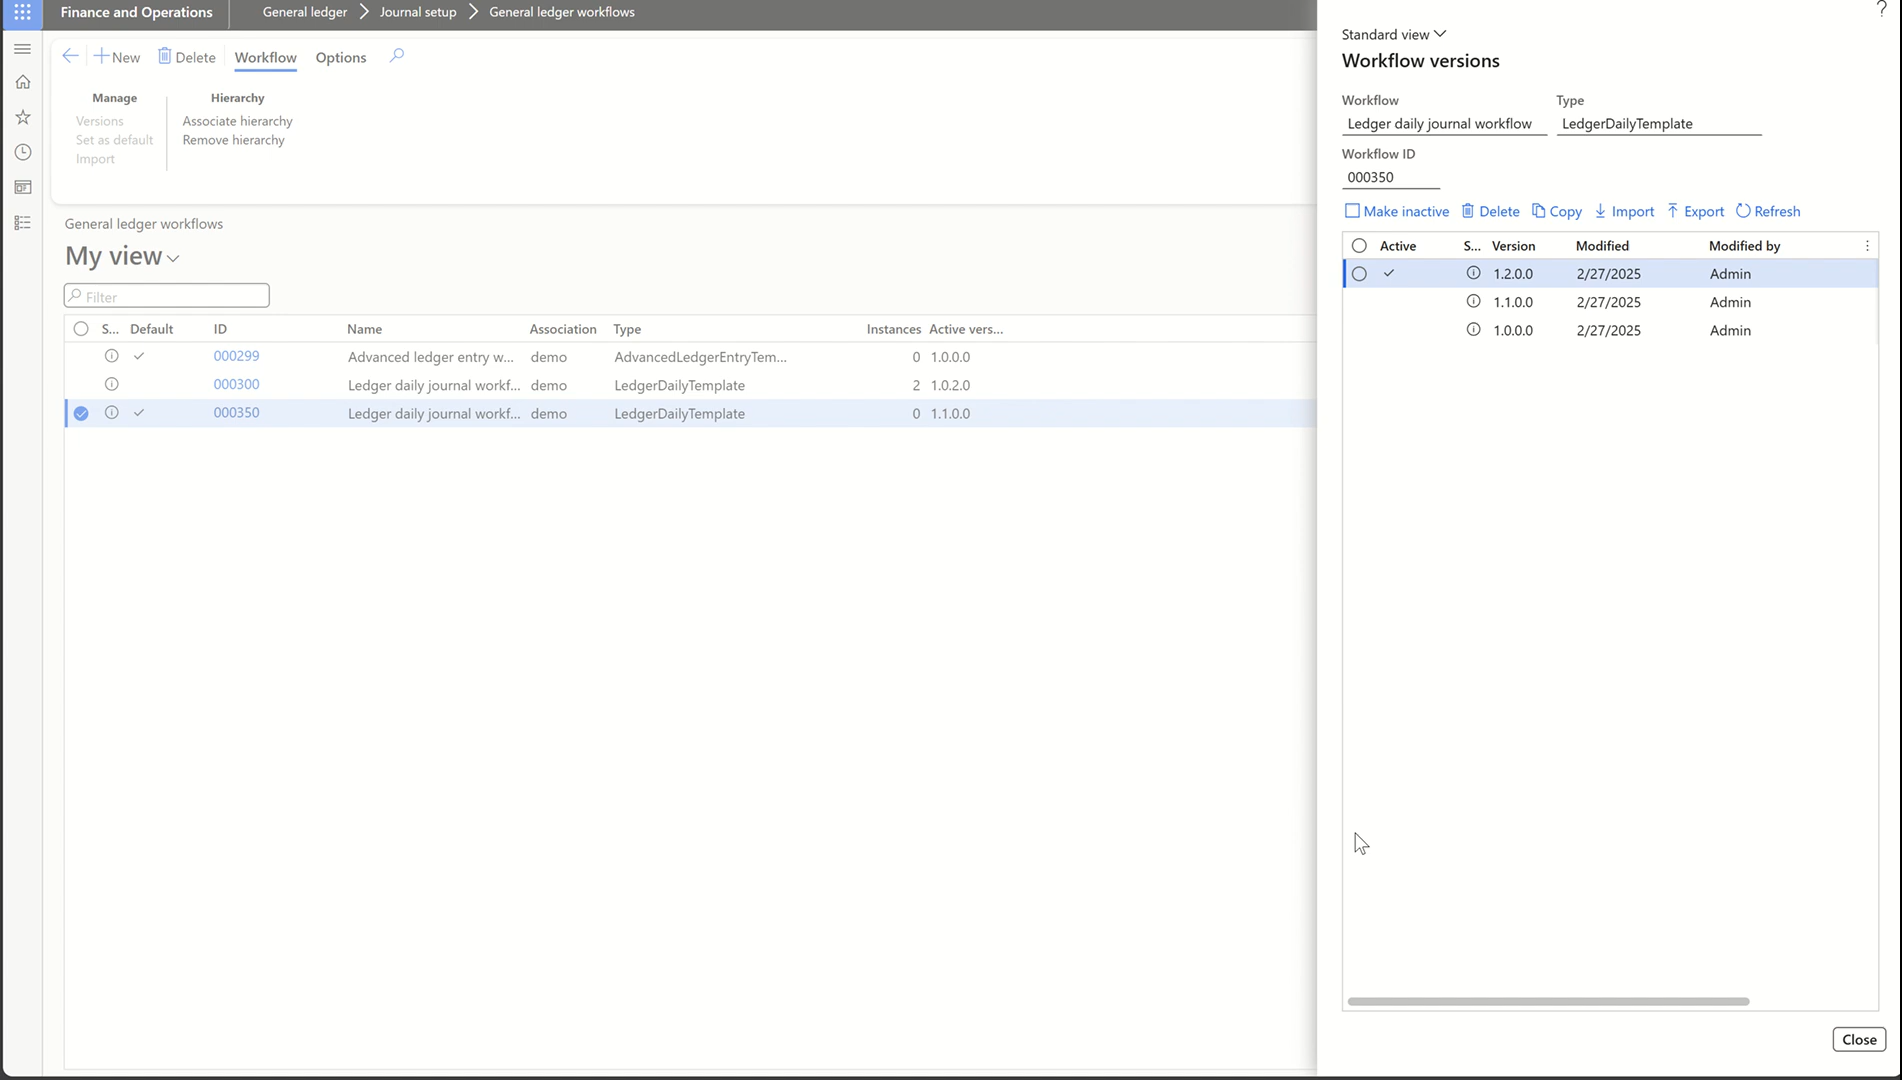 Finance and Operations General ledger Journal setup General ledger workflows
New Delete Workflow Options
Manage Hierarchy
Versions Associate hierarchy
Set as default Remove hierarchy
Import
General ledger workflows
My view
Filter
S... Default ID Name Association Type Instances Active vers...
000299 Advanced ledger entry w... demo AdvancedLedgerEntryTem... 0 1.0.0.0
000300 Ledger daily journal workf... demo LedgerDailyTemplate 2 1.0.2.0
000350 Ledger daily journal workf... demo LedgerDailyTemplate 0 1.1.0.0
?
Standard view
Workflow versions
Workflow Type
Ledger daily journal workflow LedgerDailyTemplate
Workflow ID
000350
Make inactive Delete Copy Import Export Refresh
Active S... Version Modified Modified by
1.2.0.0 2/27/2025 Admin
1.1.0.0 2/27/2025 Admin
1.0.0.0 2/27/2025 Admin
Close